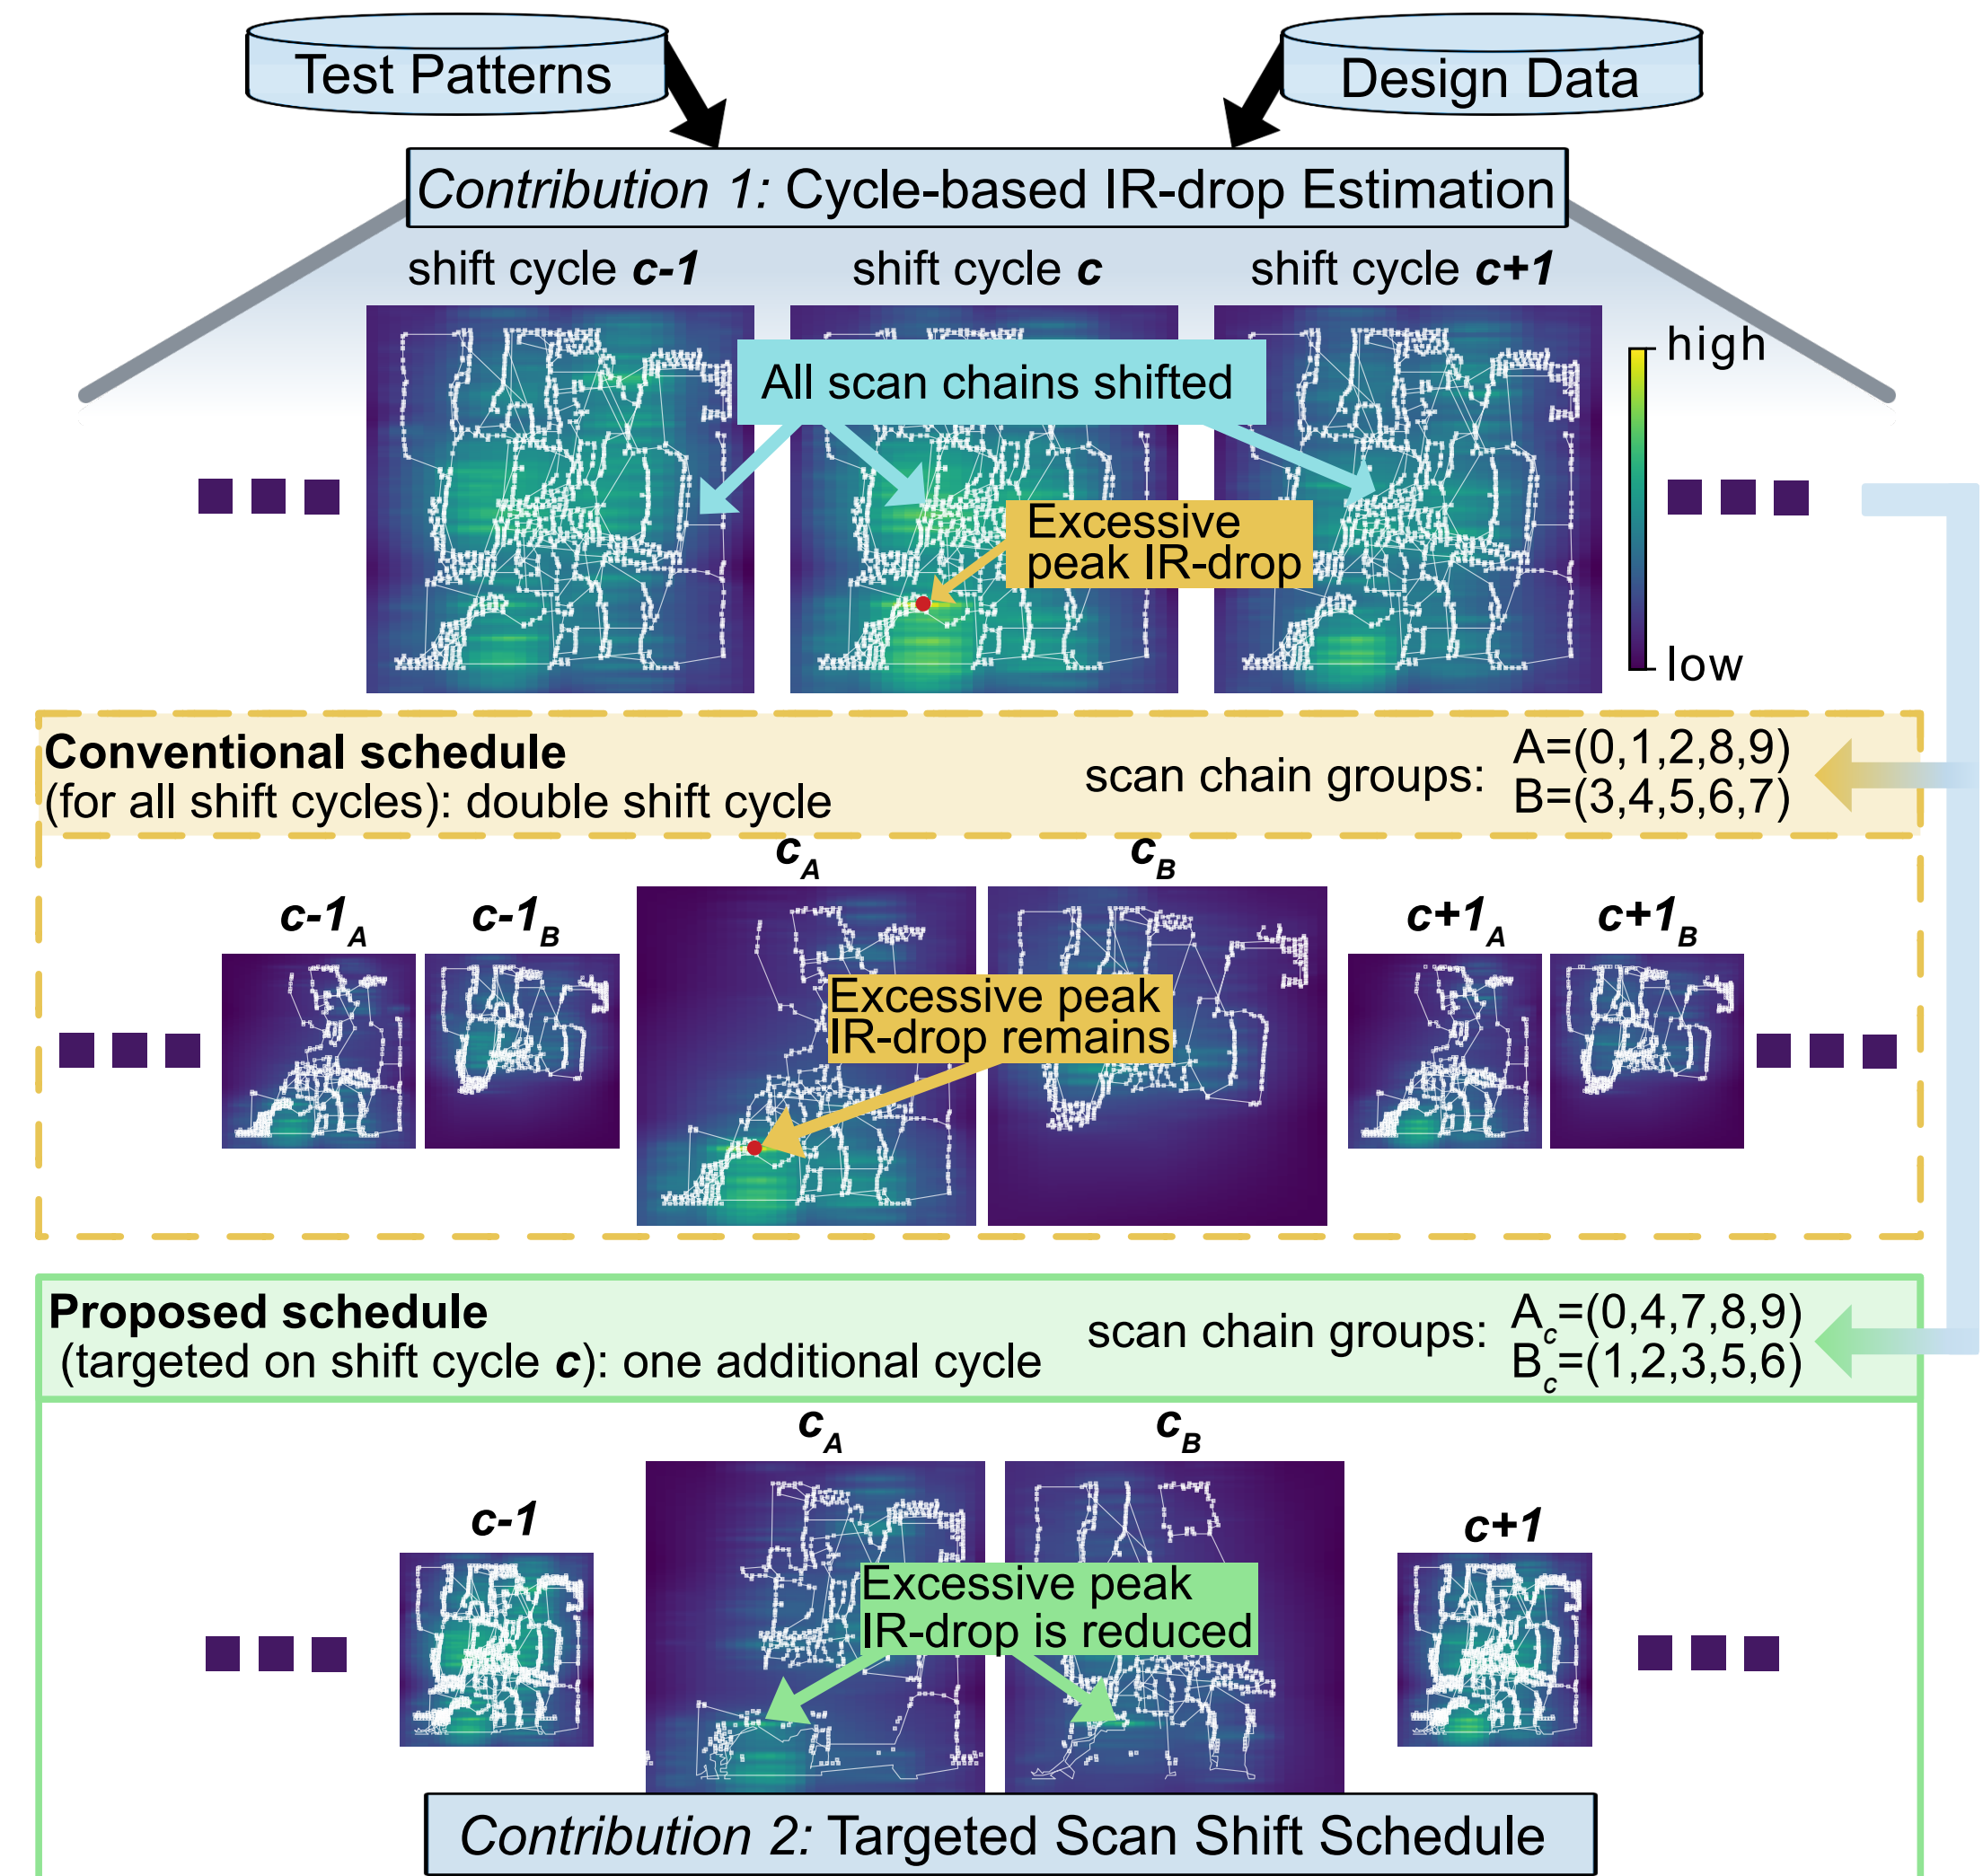 Test Patterns
Design Data
Contribution 1: Cycle-based IR-drop Estimation
shift cycle c-1
shift cycle c
shift cycle c+1
high
All scan chains shifted
Excessive
peak IR-drop
low
Conventional schedule
(for all shift cycles): double shift cycle
scan chain groups:
A=(0,1,2,8,9)
B=(3,4,5,6,7)
c-1A
c-1B
cA
cB
c+1A
c+1B
Excessive peak
IR-drop remains
Proposed schedule
(targeted on shift cycle c): one additional cycle
scan chain groups:
Ac=(0,4,7,8,9)
Bc=(1,2,3,5,6)
c-1
cA
cB
c+1
Excessive peak
IR-drop is reduced
Contribution 2: Targeted Scan Shift Schedule